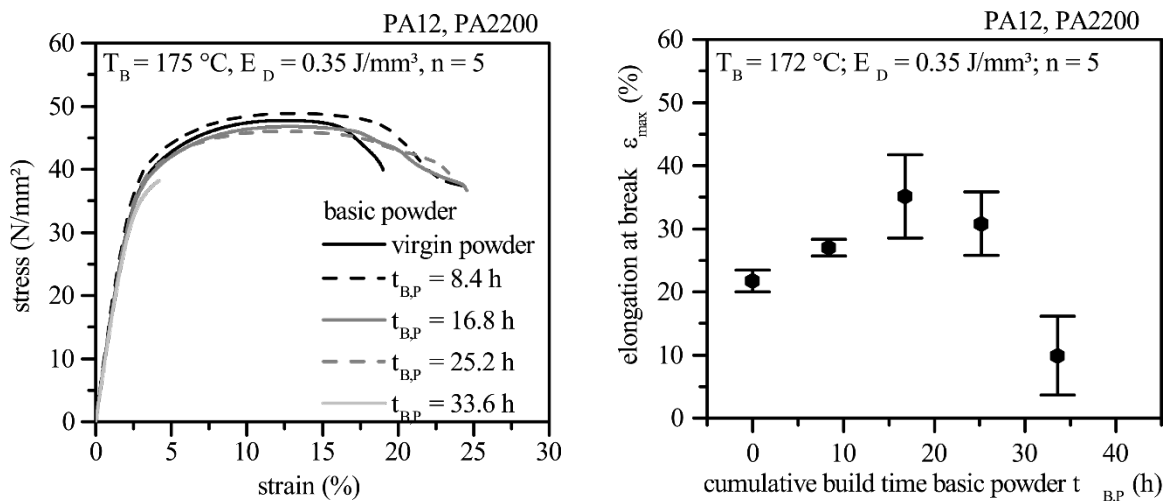 PA12, PA2200
T_B = 175 °C, E_D = 0.35 J/mm³, n = 5
60
50
40
30
20
10
0
stress (N/mm²)
basic powder
virgin powder
t_B,P = 8.4 h
t_B,P = 16.8 h
t_B,P = 25.2 h
t_B,P = 33.6 h
0 5 10 15 20 25 30
strain (%)
PA12, PA2200
T_B = 172 °C; E_D = 0.35 J/mm³; n = 5
60
50
40
30
20
10
0
elongation at break ε_max (%)
0 10 20 30 40
cumulative build time basic powder t_B,P (h)